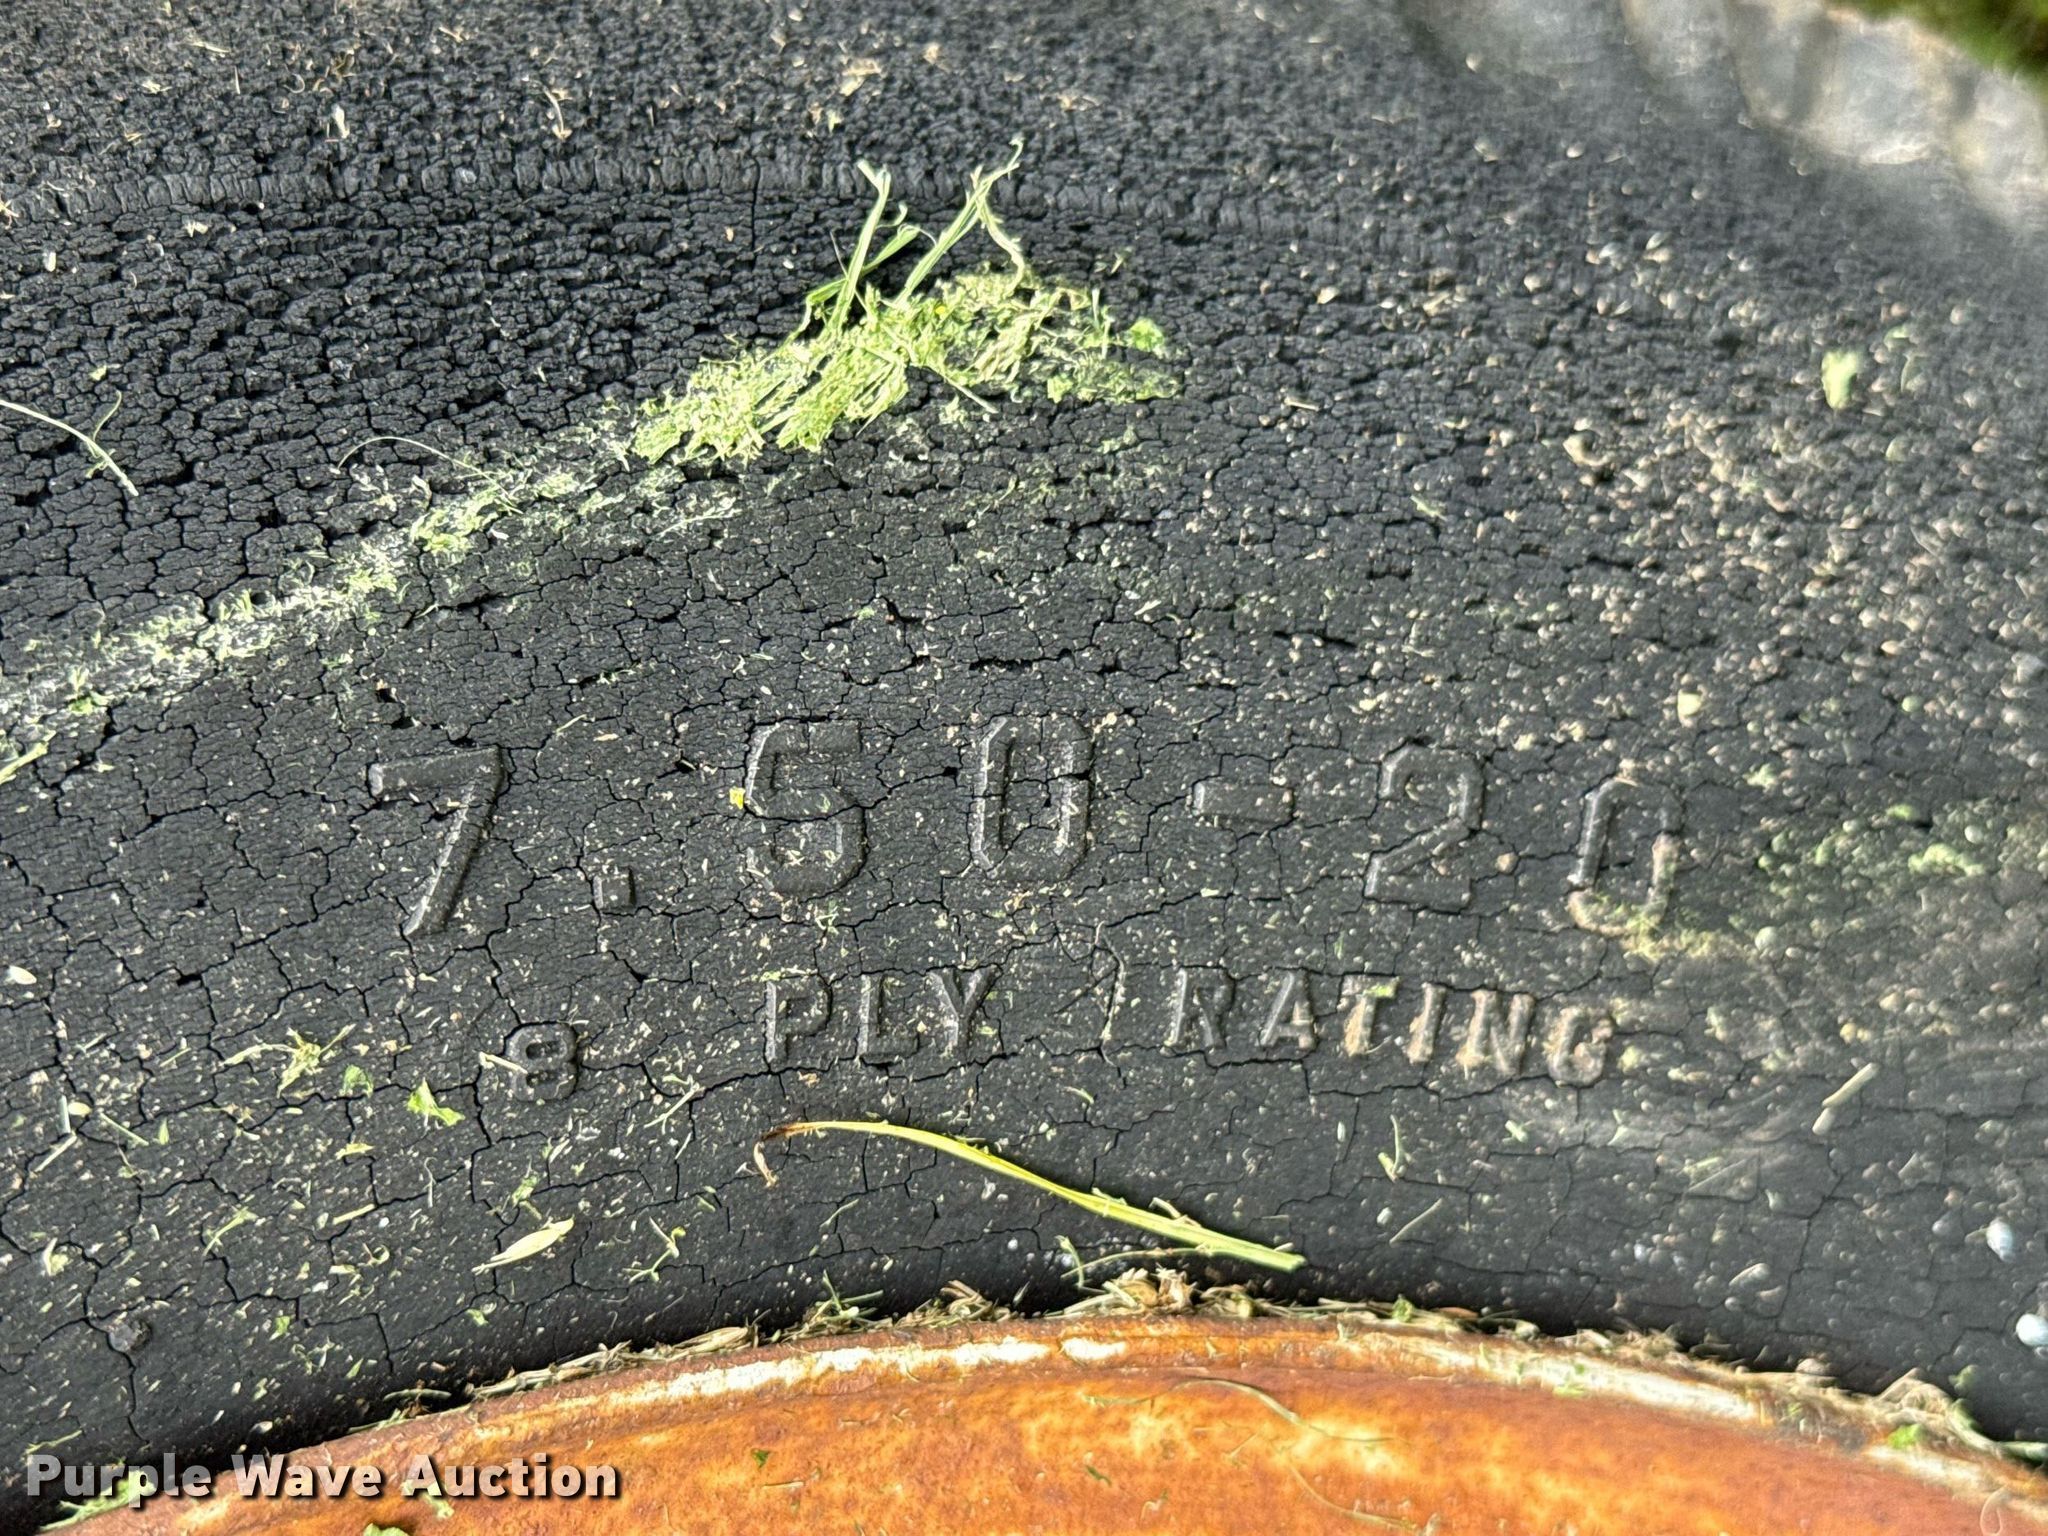 7.50-20
8 PLY RATING
Purple Wave Auction